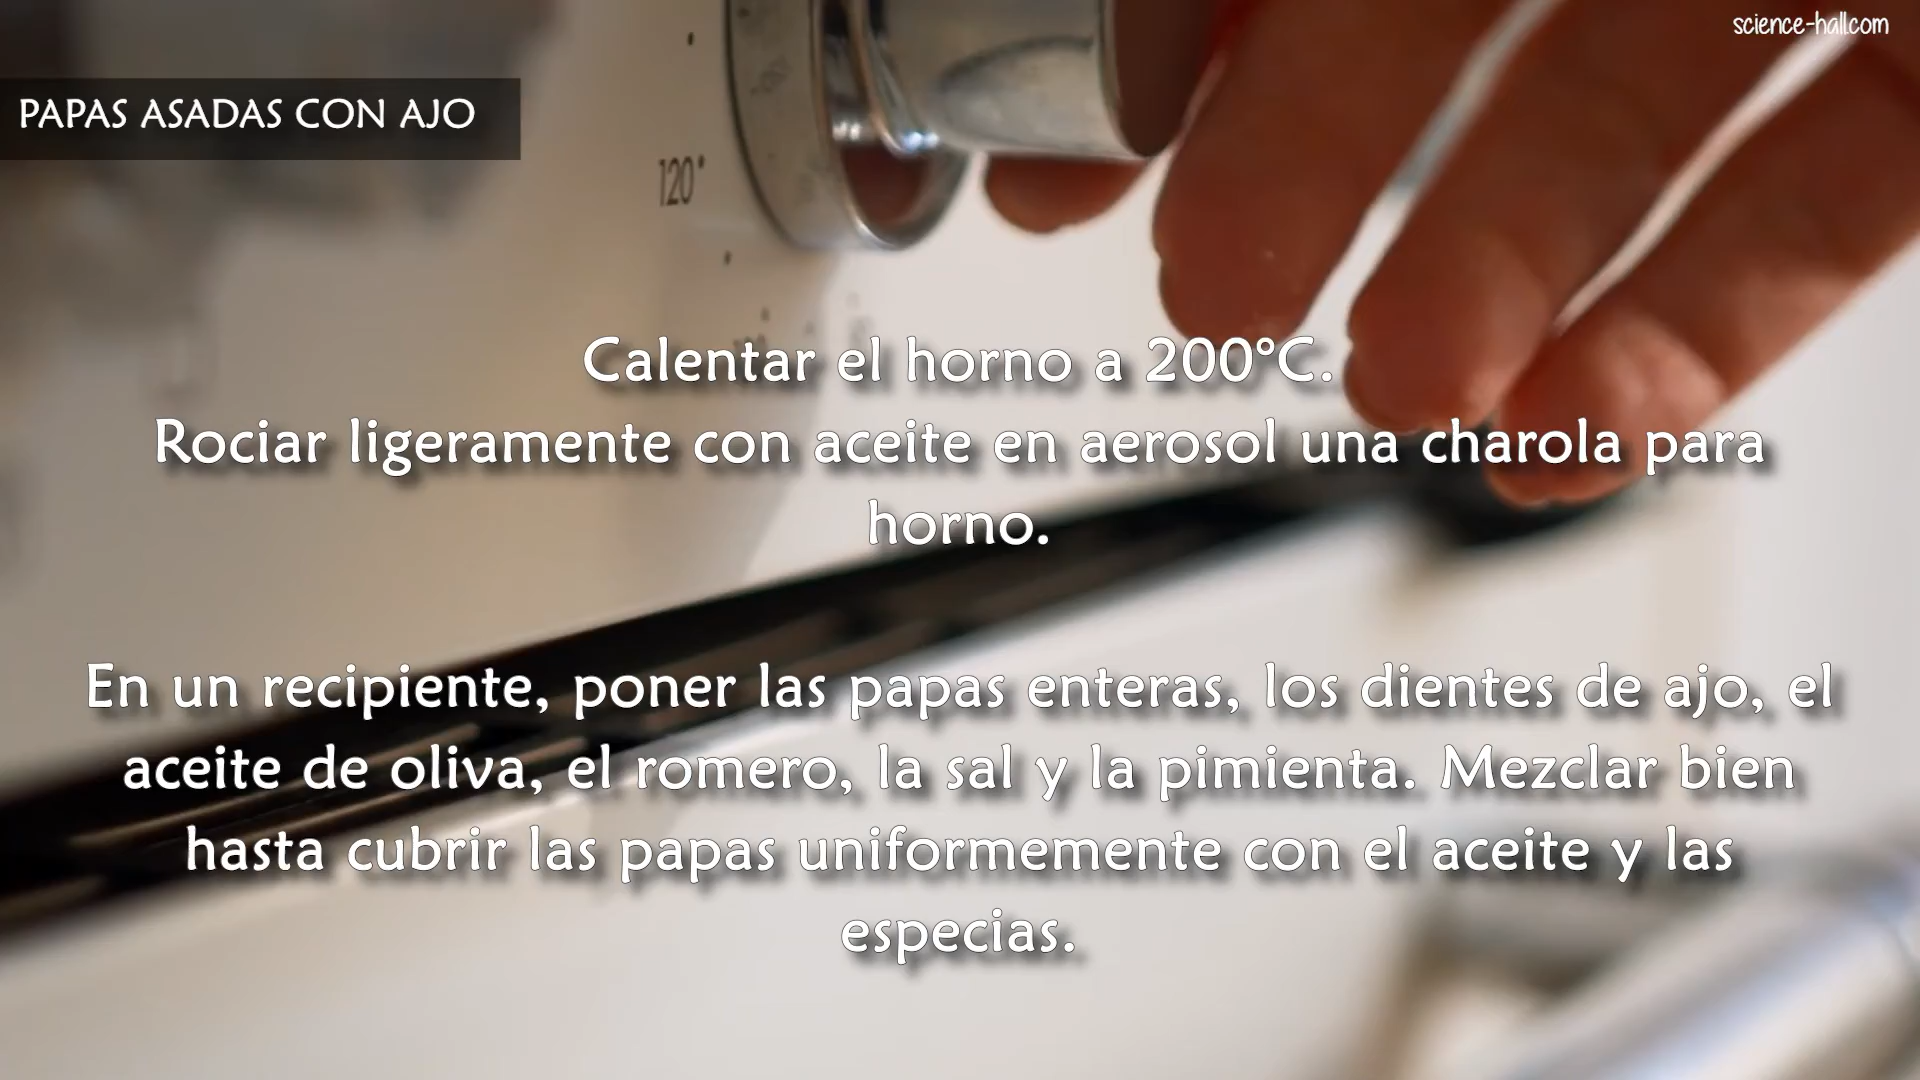 science-hall.com
PAPAS ASADAS CON AJO
120°
Calentar el horno a 200°C.
Rociar ligeramente con aceite en aerosol una charola para
horno.
En un recipiente, poner las papas enteras, los dientes de ajo, el
aceite de oliva, el romero, la sal y la pimienta. Mezclar bien
hasta cubrir las papas uniformemente con el aceite y las
especias.